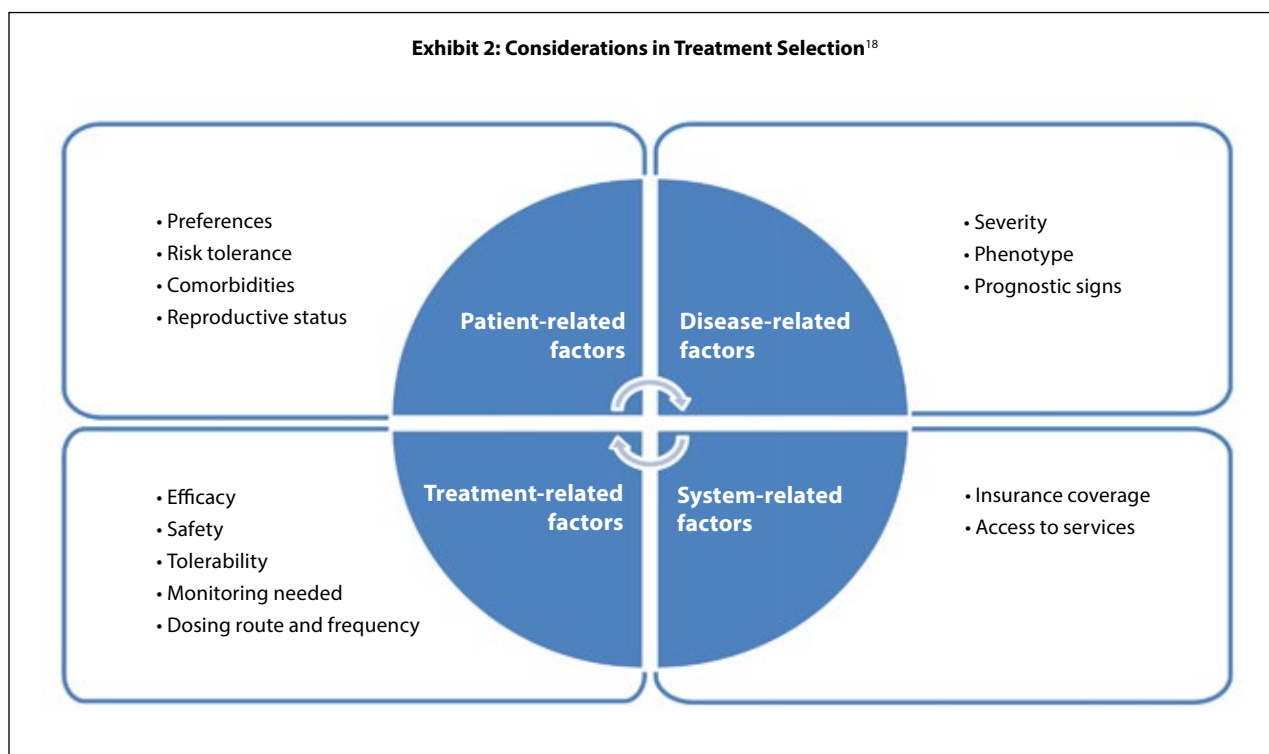 Exhibit 2: Considerations in Treatment Selection¹⁸
• Preferences
• Risk tolerance
• Comorbidities
• Reproductive status
Patient-related
factors
Disease-related
factors
• Severity
• Phenotype
• Prognostic signs
• Efficacy
• Safety
• Tolerability
• Monitoring needed
• Dosing route and frequency
Treatment-related
factors
System-related
factors
• Insurance coverage
• Access to services